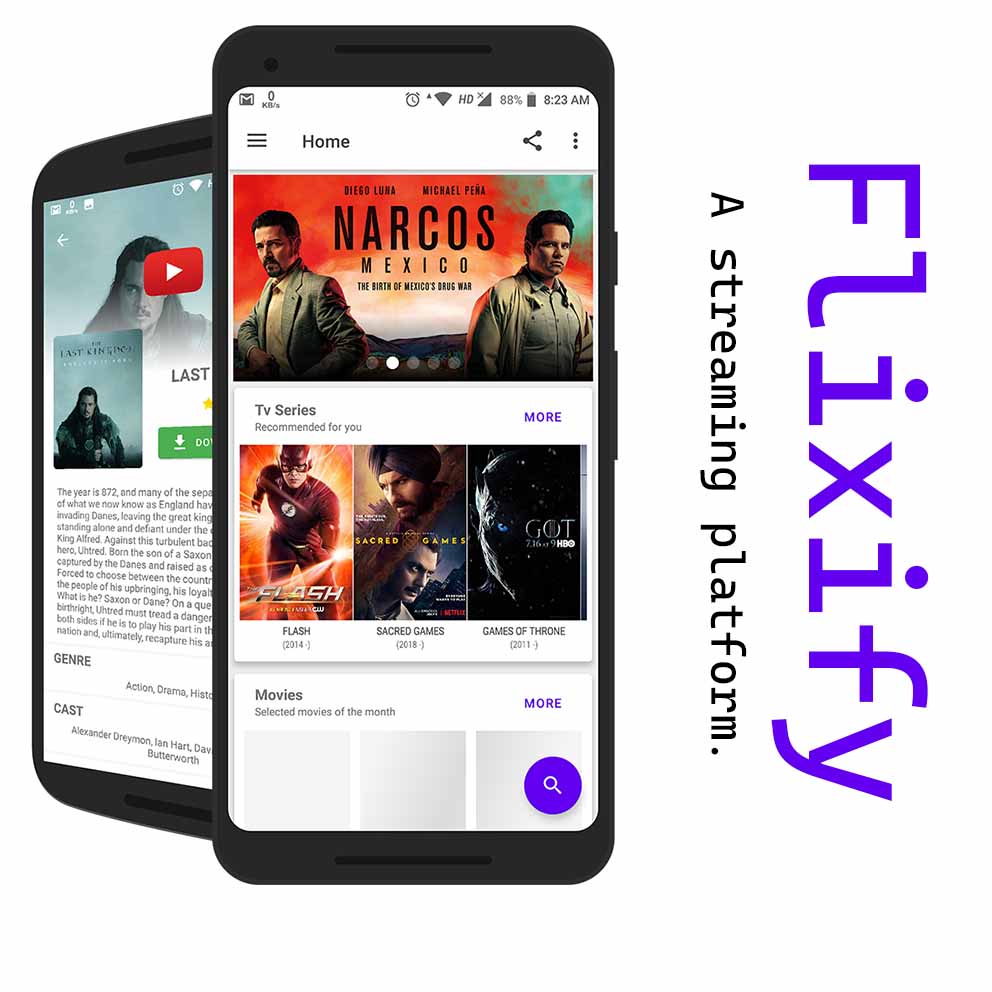 0
KB/s
HD
88%
8:23 AM
Home
DIEGO LUNA MICHAEL PEÑA
NARCOS
MEXICO
THE BIRTH OF MEXICO'S DRUG WAR
Tv Series
Recommended for you
MORE
THE FLASH
SACRED GAMES
NETFLIX
GOT
7.16 AT 9 HBO
FLASH
(2014 -)
SACRED GAMES
(2018 -)
GAMES OF THRONE
(2011 -)
Movies
Selected movies of the month
MORE
0
KB/s
THE
LAST KINGDOM
LAST
DOW
The year is 872, and many of the sepa
of what we now know as England hav
invading Danes, leaving the great king
standing alone and defiant under the
King Alfred. Against this turbulent bac
hero, Uhtred. Born the son of a Saxon
captured by the Danes and raised as
Forced to choose between the countr
the people of his upbringing, his loyalt
What is he? Saxon or Dane? On a que
birthright, Uhtred must tread a danger
both sides if he is to play his part in th
nation and, ultimately, recapture his a
GENRE
Action, Drama, Histo
CAST
Alexander Dreymon, Ian Hart, Dav
Butterworth
Flixify
A streaming platform.